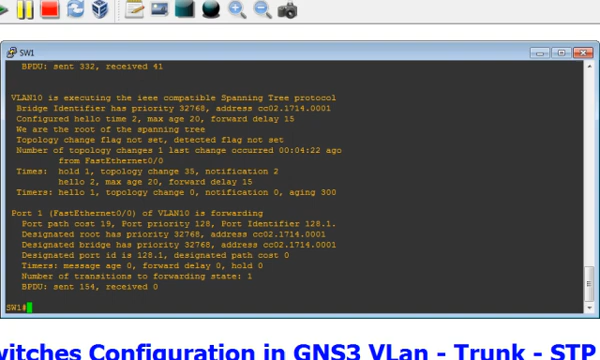 SW1
BPDU: sent 332, received 41
VLAN10 is executing the ieee compatible Spanning Tree protocol
Bridge Identifier has priority 32768, address cc02.1714.0001
Configured hello time 2, max age 20, forward delay 15
We are the root of the spanning tree
Topology change flag not set, detected flag not set
Number of topology changes 1 last change occurred 00:04:22 ago
from FastEthernet0/0
Times: hold 1, topology change 35, notification 2
hello 2, max age 20, forward delay 15
Timers: hello 1, topology change 0, notification 0, aging 300
Port 1 (FastEthernet0/0) of VLAN10 is forwarding
Port path cost 19, Port priority 128, Port Identifier 128.1.
Designated root has priority 32768, address cc02.1714.0001
Designated bridge has priority 32768, address cc02.1714.0001
Designated port id is 128.1, designated path cost 0
Timers: message age 0, forward delay 0, hold 0
Number of transitions to forwarding state: 1
BPDU: sent 154, received 0
SW1#
witches Configuration in GNS3 VLan - Trunk - STP